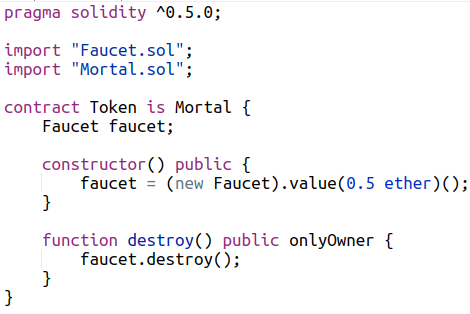 pragma solidity ^0.5.0;
import "Faucet.sol";
import "Mortal.sol";
contract Token is Mortal {
Faucet faucet;
constructor() public {
faucet = (new Faucet).value(0.5 ether)();
}
function destroy() public onlyOwner {
faucet.destroy();
}
}